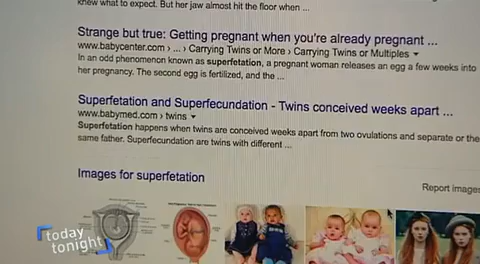 knew what to expect. But her jaw almost hit the floor when ...
Strange but true: Getting pregnant when you're already pregnant ...
www.babycenter.com › ... › Carrying Twins or More › Carrying Twins or Multiples
In an odd phenomenon known as superfetation, a pregnant woman releases an egg a few weeks into
her pregnancy. The second egg is fertilized, and the ...
Superfetation and Superfecundation - Twins conceived weeks apart ...
www.babymed.com › twins
Superfetation happens when twins are conceived weeks apart from two ovulations and separate or the
same father. Superfecundation are twins with different ...
Images for superfetation
Report images
today
tonight